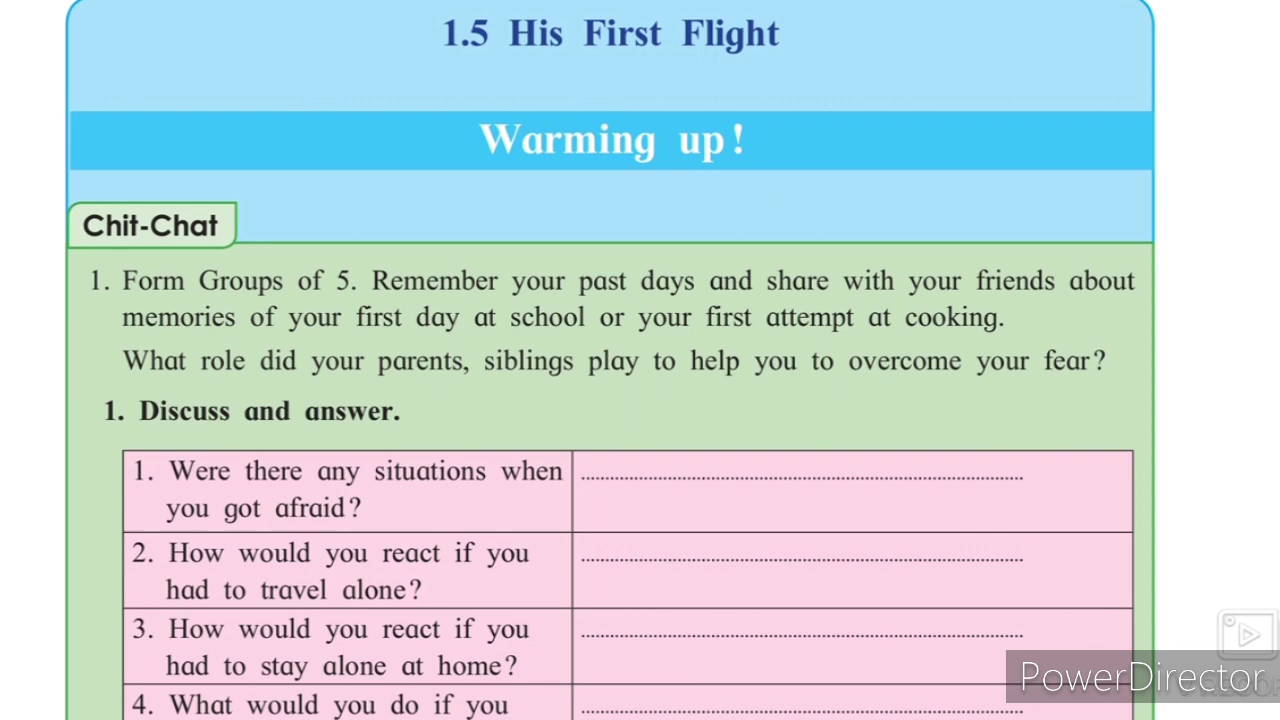 1.5 His First Flight
Warming up!
Chit-Chat
1. Form Groups of 5. Remember your past days and share with your friends about
memories of your first day at school or your first attempt at cooking.
What role did your parents, siblings play to help you to overcome your fear?
1. Discuss and answer.
1. Were there any situations when
you got afraid?
2. How would you react if you
had to travel alone?
3. How would you react if you
had to stay alone at home?
4. What would you do if you
PowerDirector